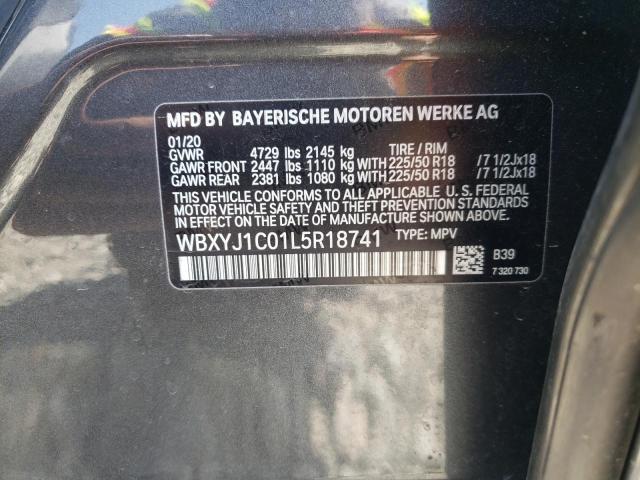 MFD BY BAYERISCHE MOTOREN WERKE AG
01/20
GVWR 4729 lbs 2145 kg TIRE / RIM
GAWR FRONT 2447 lbs 1110 kg WITH 225/50 R18 / 7 1/2Jx18
GAWR REAR 2381 lbs 1080 kg WITH 225/50 R18 / 7 1/2Jx18
THIS VEHICLE CONFORMS TO ALL APPLICABLE U. S. FEDERAL
MOTOR VEHICLE SAFETY, BUMPER, AND THEFT PREVENTION
STANDARDS IN EFFECT ON THE DATE OF MANUFACTURE SHOWN ABOVE.
WBXYJ1C01L5R18741 TYPE: MPV
B39
7 320 730